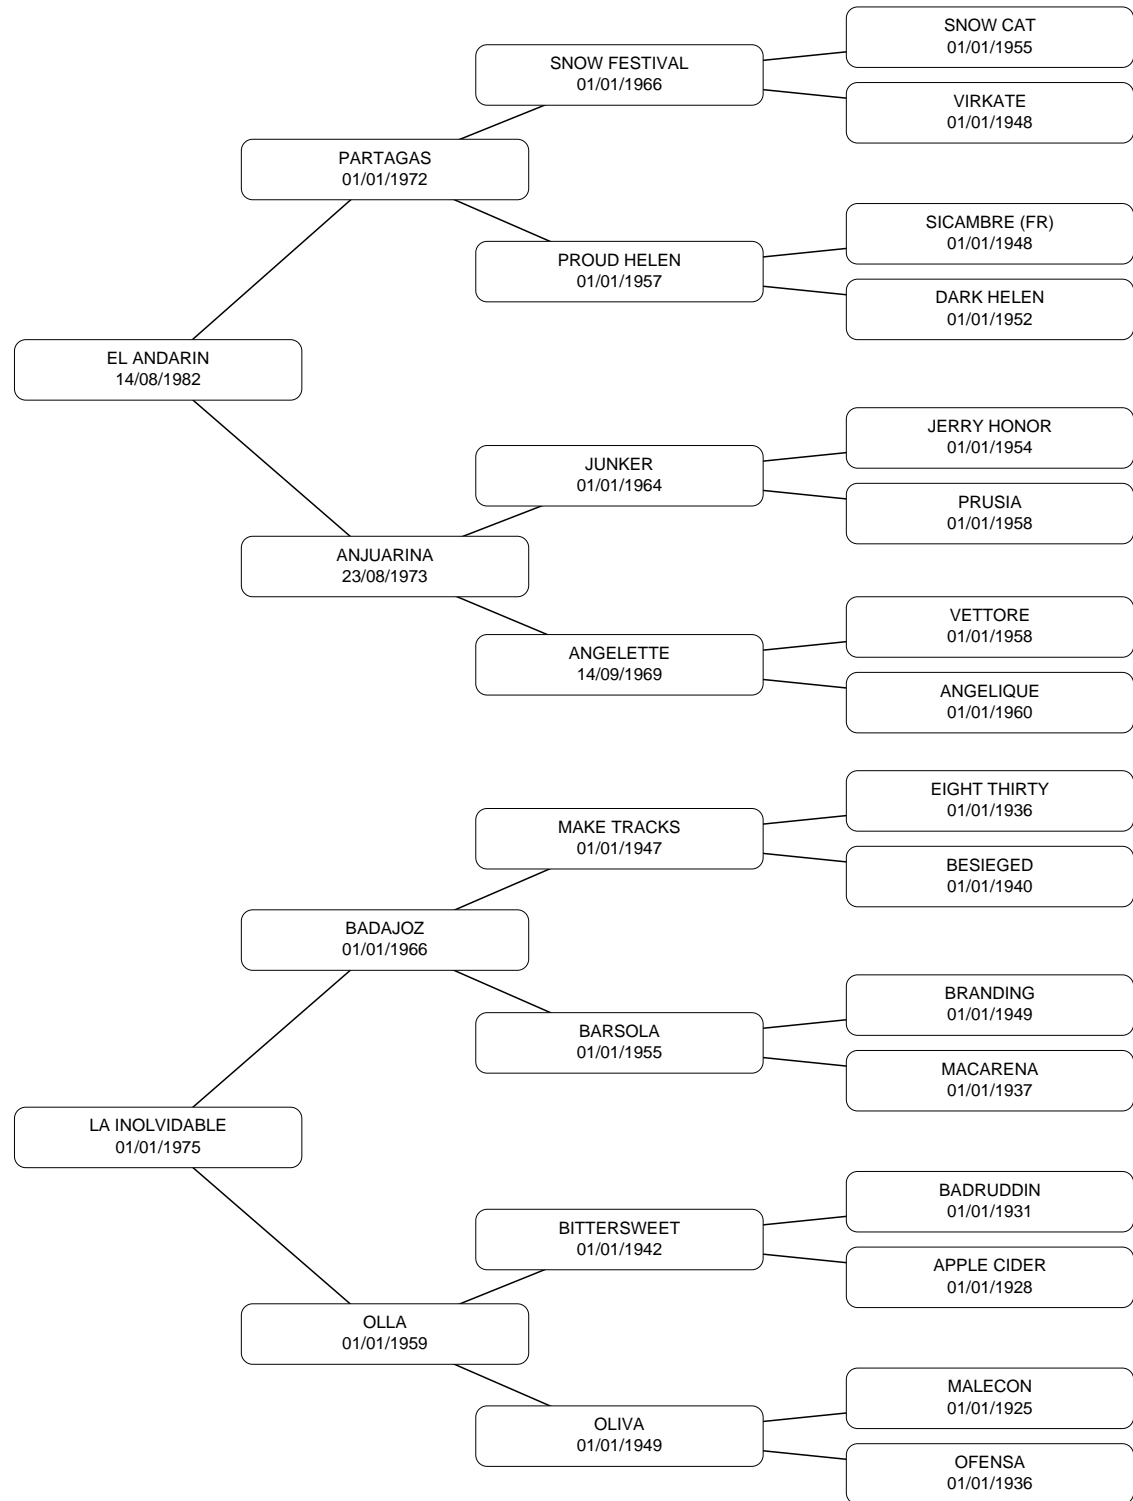 SNOW CAT
01/01/1955
SNOW FESTIVAL
01/01/1966
VIRKATE
01/01/1948
PARTAGAS
01/01/1972
SICAMBRE (FR)
01/01/1948
PROUD HELEN
01/01/1957
DARK HELEN
01/01/1952
EL ANDARIN
14/08/1982
JERRY HONOR
01/01/1954
JUNKER
01/01/1964
PRUSIA
01/01/1958
ANJUARINA
23/08/1973
VETTORE
01/01/1958
ANGELETTE
14/09/1969
ANGELIQUE
01/01/1960
EIGHT THIRTY
01/01/1936
MAKE TRACKS
01/01/1947
BESIEGED
01/01/1940
BADAJOZ
01/01/1966
BRANDING
01/01/1949
BARSOLA
01/01/1955
MACARENA
01/01/1937
LA INOLVIDABLE
01/01/1975
BADRUDDIN
01/01/1931
BITTERSWEET
01/01/1942
APPLE CIDER
01/01/1928
OLLA
01/01/1959
MALECON
01/01/1925
OLIVA
01/01/1949
OFENSA
01/01/1936